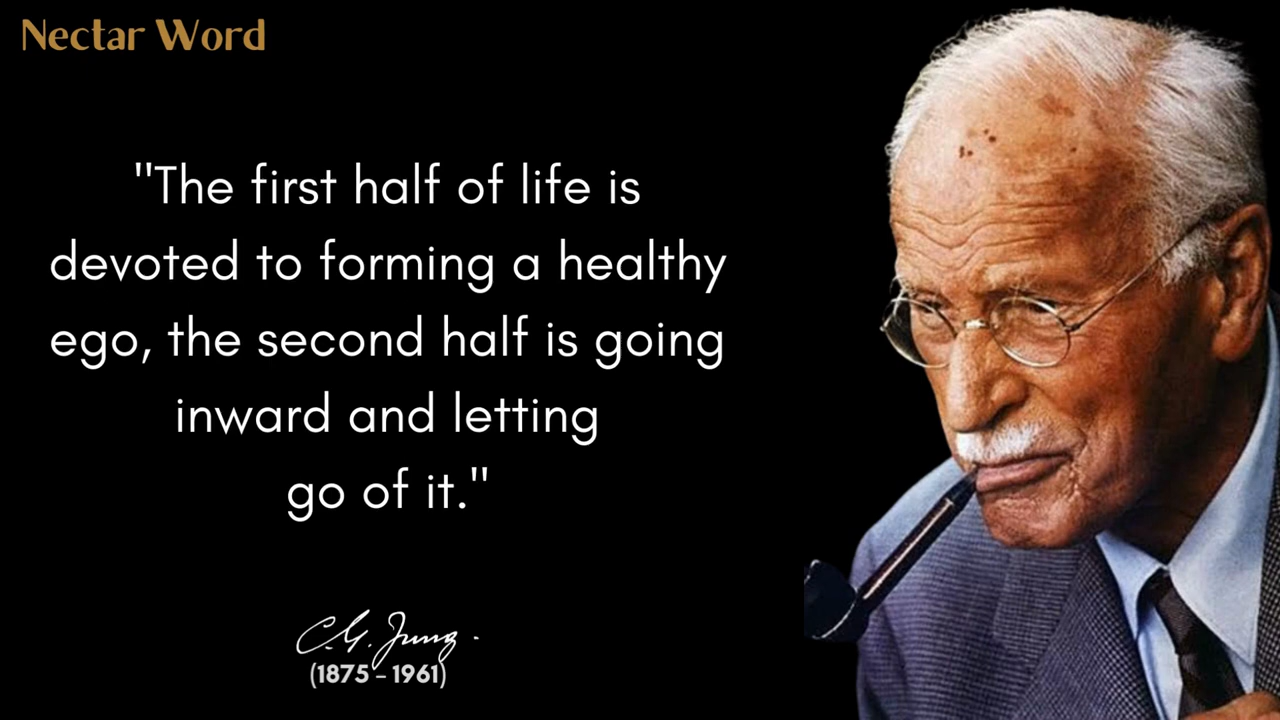 Nectar Word
"The first half of life is
devoted to forming a healthy
ego, the second half is going
inward and letting
go of it."
C. G. Jung.
(1875 – 1961)